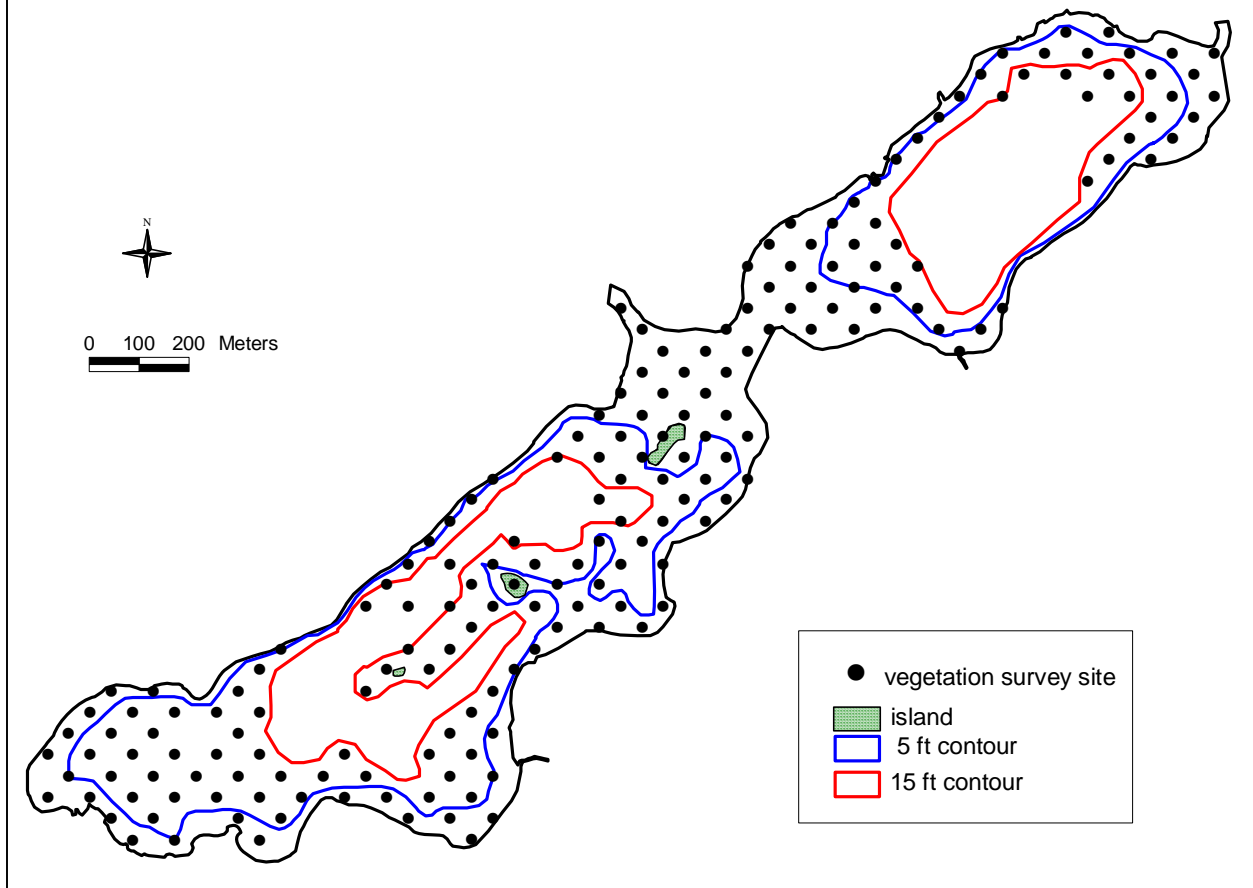 N
0 100 200 Meters
vegetation survey site
island
5 ft contour
15 ft contour